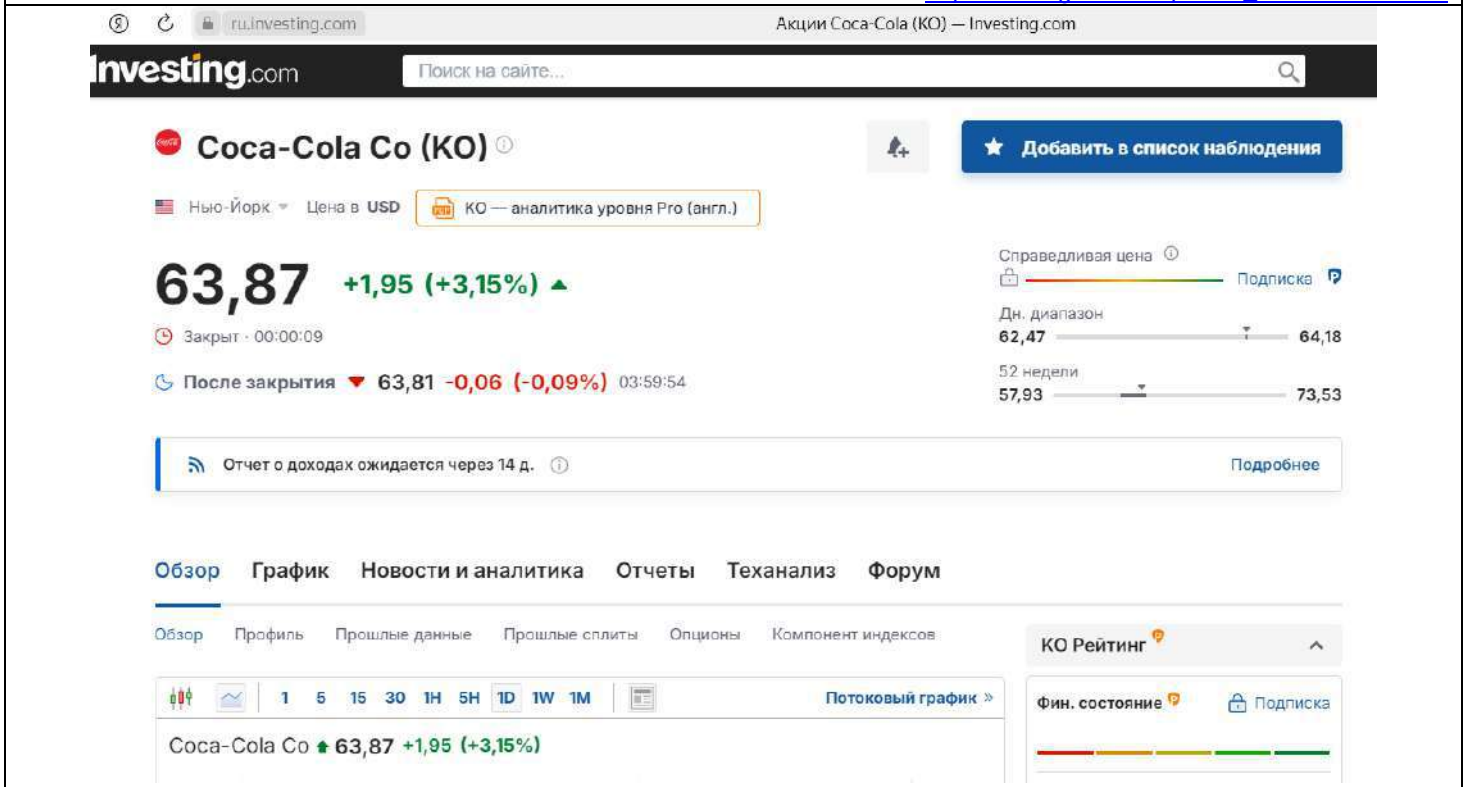 ru.investing.com
Акции Coca-Cola (KO) — Investing.com
Investing.com
Поиск на сайте...
Coca-Cola Co (KO)
Добавить в список наблюдения
Нью-Йорк
Цена в USD
KO — аналитика уровня Pro (англ.)
63,87 +1,95 (+3,15%)
Закрыт · 00:00:09
После закрытия 63,81 -0,06 (-0,09%) 03:59:54
Справедливая цена
Подписка
Дн. диапазон
62,47 64,18
52 недели
57,93 73,53
Отчет о доходах ожидается через 14 д.
Подробнее
Обзор График Новости и аналитика Отчеты Теханализ Форум
Обзор Профиль Прошлые данные Прошлые сплиты Опционы Компонент индексов
1 5 15 30 1H 5H 1D 1W 1M
Потоковый график »
Coca-Cola Co 63,87 +1,95 (+3,15%)
КО Рейтинг
Фин. состояние
Подписка